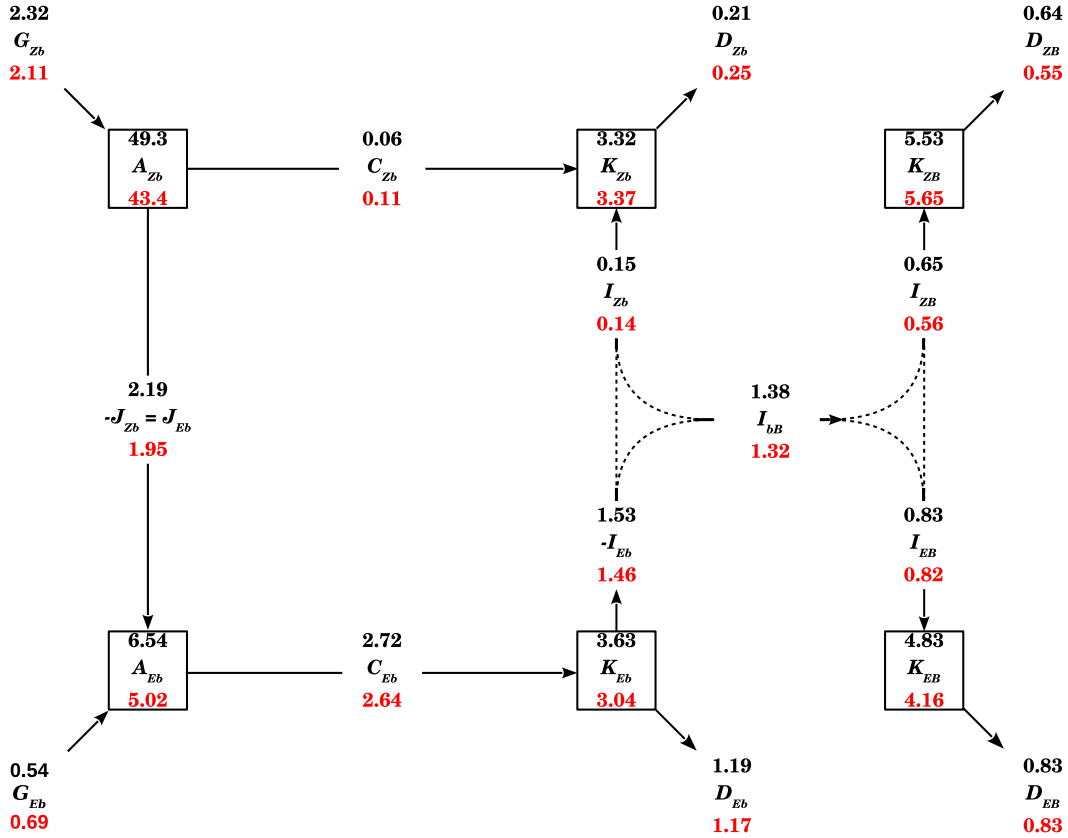 2.32
G_Zb
2.11
0.21
D_Zb
0.25
0.64
D_ZB
0.55
49.3
A_Zb
43.4
0.06
C_Zb
0.11
3.32
K_Zb
3.37
5.53
K_ZB
5.65
0.15
I_Zb
0.14
0.65
I_ZB
0.56
2.19
-J_Zb = J_Eb
1.95
1.38
I_bB
1.32
1.53
-I_Eb
1.46
0.83
I_EB
0.82
6.54
A_Eb
5.02
2.72
C_Eb
2.64
3.63
K_Eb
3.04
4.83
K_EB
4.16
0.54
G_Eb
0.69
1.19
D_Eb
1.17
0.83
D_EB
0.83